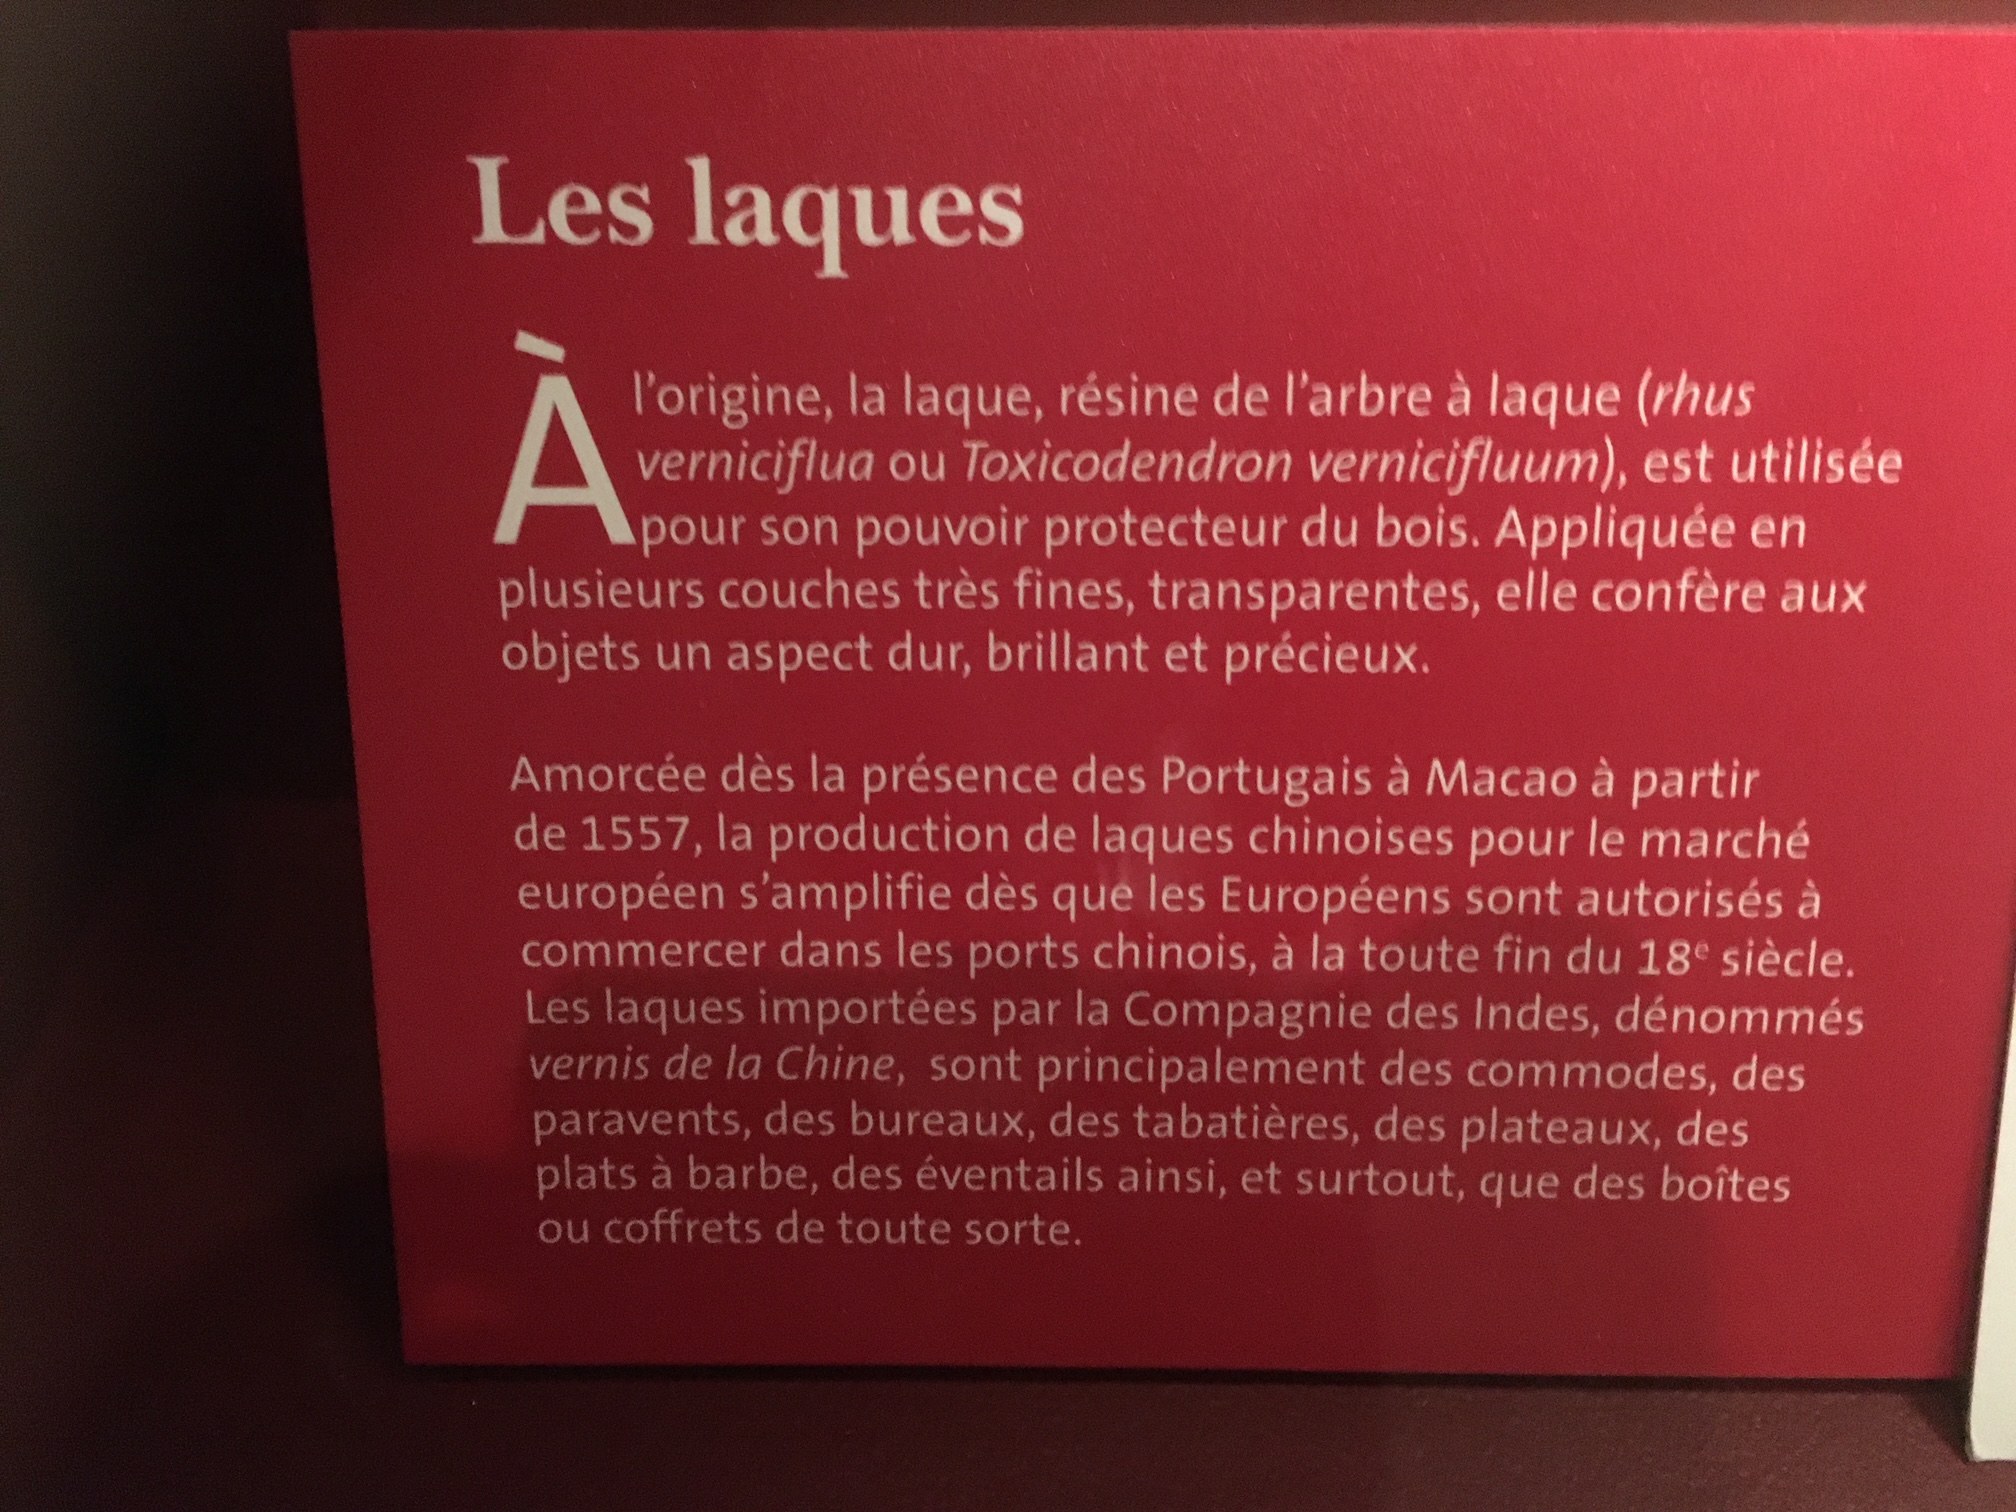 Les laques
À l'origine, la laque, résine de l'arbre à laque (rhus
verniciflua ou Toxicodendron vernicifluum), est utilisée
pour son pouvoir protecteur du bois. Appliquée en
plusieurs couches très fines, transparentes, elle confère aux
objets un aspect dur, brillant et précieux.
Amorcée dès la présence des Portugais à Macao à partir
de 1557, la production de laques chinoises pour le marché
européen s'amplifie dès que les Européens sont autorisés à
commercer dans les ports chinois, à la toute fin du 18e siècle.
Les laques importées par la Compagnie des Indes, dénommés
vernis de la Chine, sont principalement des commodes, des
paravents, des bureaux, des tabatières, des plateaux, des
plats à barbe, des éventails ainsi, et surtout, que des boîtes
ou coffrets de toute sorte.